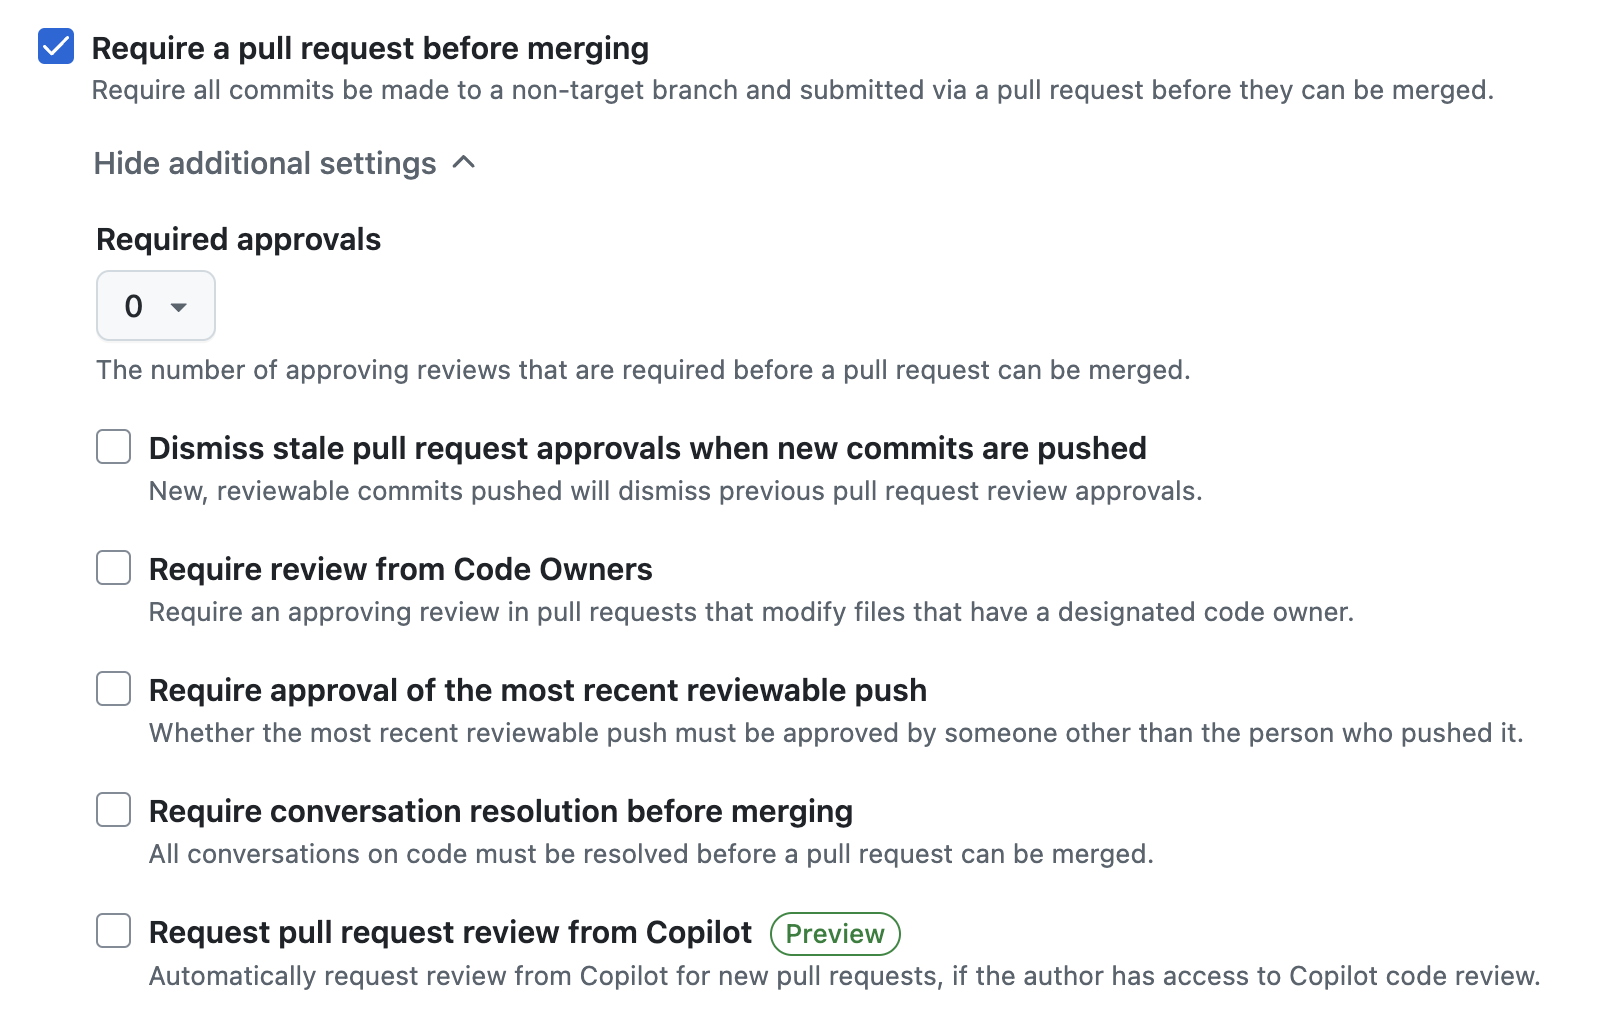 Require a pull request before merging
Require all commits be made to a non-target branch and submitted via a pull request before they can be merged.
Hide additional settings
Required approvals
0
The number of approving reviews that are required before a pull request can be merged.
Dismiss stale pull request approvals when new commits are pushed
New, reviewable commits pushed will dismiss previous pull request review approvals.
Require review from Code Owners
Require an approving review in pull requests that modify files that have a designated code owner.
Require approval of the most recent reviewable push
Whether the most recent reviewable push must be approved by someone other than the person who pushed it.
Require conversation resolution before merging
All conversations on code must be resolved before a pull request can be merged.
Request pull request review from Copilot Preview
Automatically request review from Copilot for new pull requests, if the author has access to Copilot code review.